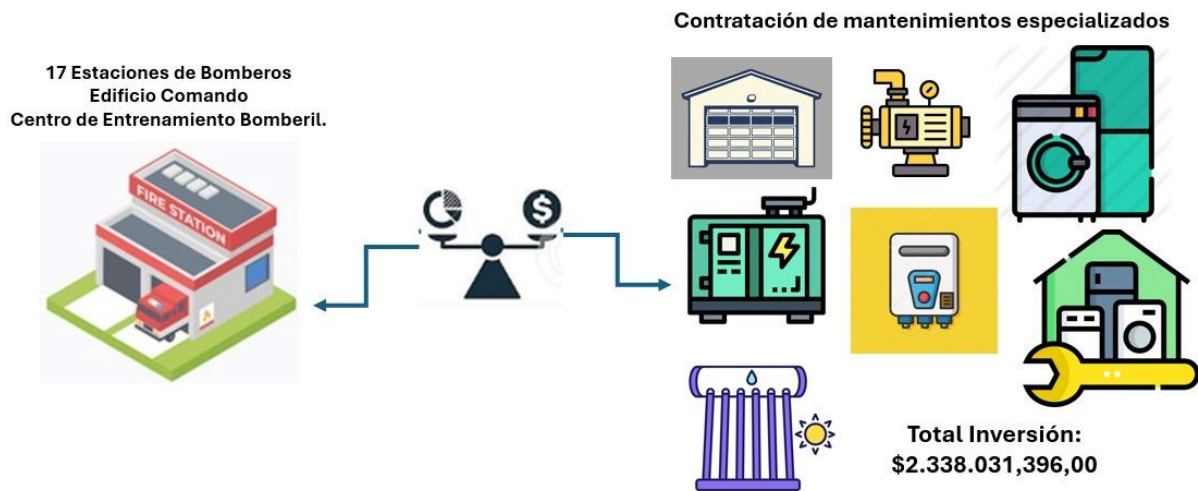 Contratación de mantenimientos especializados
17 Estaciones de Bomberos
Edificio Comando
Centro de Entrenamiento Bomberil.
FIRE STATION
$
Total Inversión:
$2.338.031,396,00